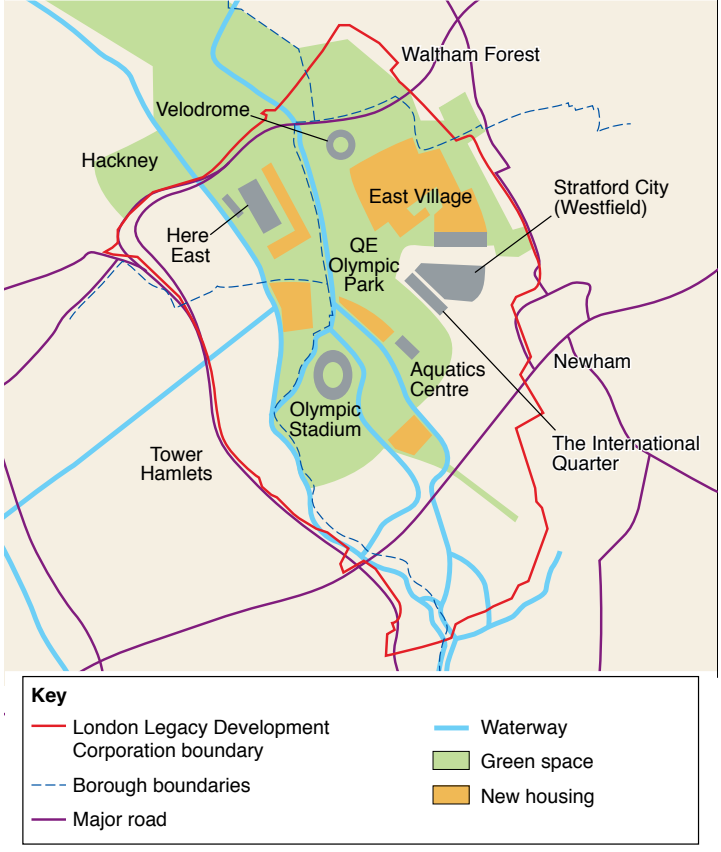 Waltham Forest
Velodrome
Hackney
East Village
Stratford City
(Westfield)
Here
East
QE
Olympic
Park
Newham
Aquatics
Centre
Olympic
Stadium
Tower
Hamlets
The International
Quarter
Key
London Legacy Development
Corporation boundary
Borough boundaries
Major road
Waterway
Green space
New housing